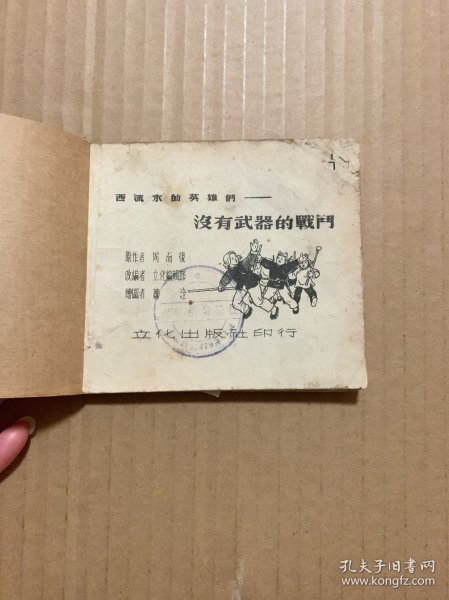 西流水的英雄們——
沒有武器的戰鬥
原作者 周而復
改編者 立化編輯部
繪圖者
立化出版社印行
孔夫子旧书网
www.kongfz.com